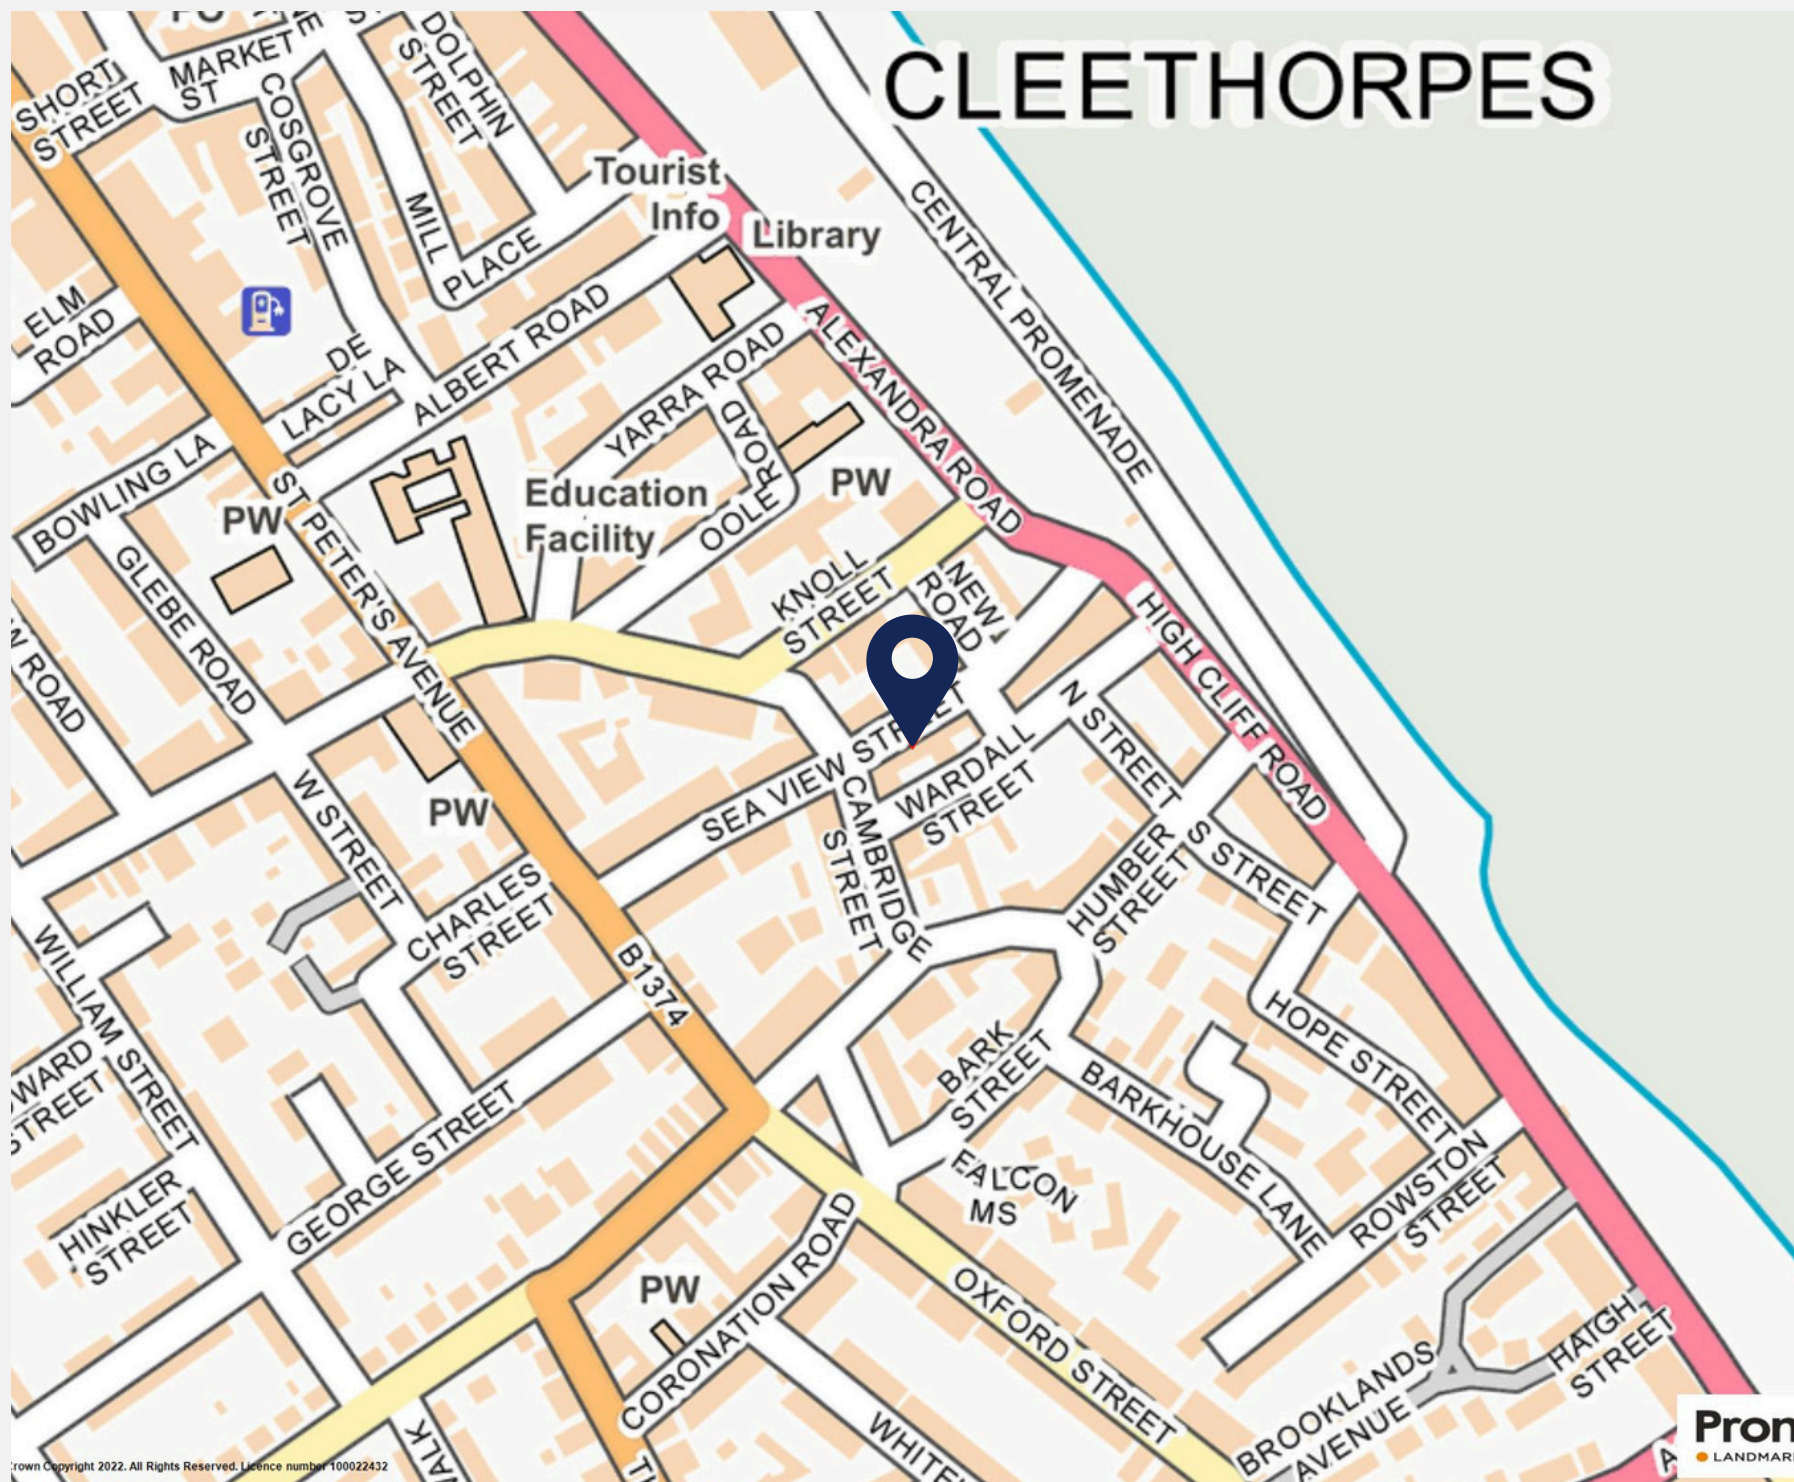 CLEETHORPES
MARKET
ST
SHORT
STREET
COSGROVE
STREET
DOLPHIN
STREET
MILL
PLACE
Tourist
Info
Library
CENTRAL PROMENADE
ELM
ROAD
DE
LACY LA
ALBERT ROAD
YARRA ROAD
ALEXANDRA ROAD
BOWLING LA
PW
ST PETER'S AVENUE
Education
Facility
OOLE ROAD
PW
GLEBE ROAD
W ROAD
KNOLL
STREET
NEW
ROAD
HIGH CLIFF ROAD
N STREET
SEA VIEW STREET
WARDALL
STREET
CAMBRIDGE
STREET
PW
W STREET
CHARLES
STREET
HUMBER
STREET
S STREET
B1374
WILLIAM STREET
WARD
STREET
HOPE STREET
BARK
STREET
BARKHOUSE LANE
GEORGE STREET
HINKLER
STREET
FALCON
MS
ROWSTON
STREET
PW
CORONATION ROAD
OXFORD STREET
HAIGH
STREET
BROOKLANDS
AVENUE
WHITE
ALK
Pron
LANDMAR
rown Copyright 2022. All Rights Reserved. Licence number 100022432